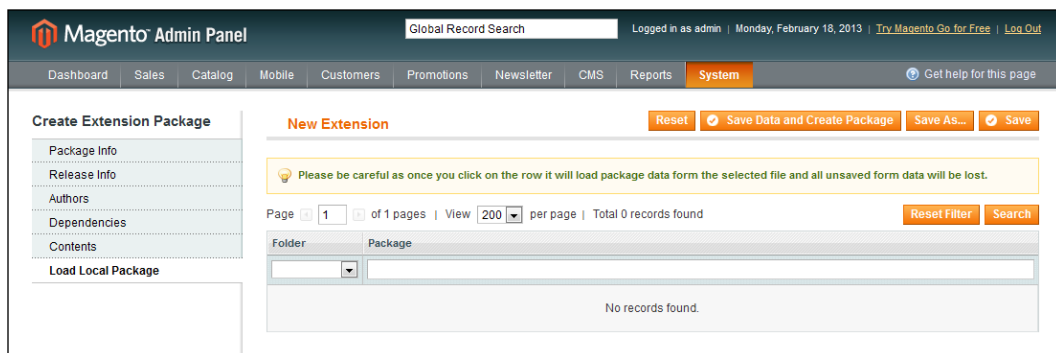 Magento™ Admin Panel
Global Record Search
Logged in as admin | Monday, February 18, 2013 | Try Magento Go for Free | Log Out
Dashboard Sales Catalog Mobile Customers Promotions Newsletter CMS Reports System Get help for this page
Create Extension Package
Package Info
Release Info
Authors
Dependencies
Contents
Load Local Package
New Extension
Reset Save Data and Create Package Save As... Save
Please be careful as once you click on the row it will load package data form the selected file and all unsaved form data will be lost.
Page 1 of 1 pages | View 200 per page | Total 0 records found
Reset Filter Search
Folder Package
No records found.